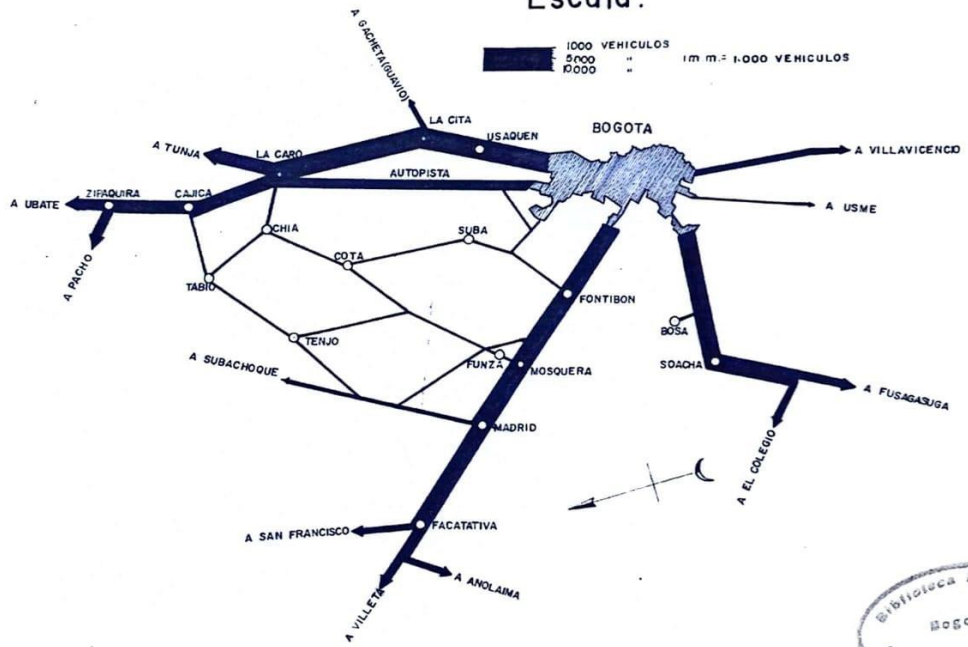 Escala:
1000 VEHICULOS
5000 "
10.000 "
1 m m.= 1.000 VEHICULOS
A GACHETA(GUAVIO)
LA CITA
USAQUEN
BOGOTA
A TUNJA
LA CARO
A VILLAVICENCIO
AUTOPISTA
A UBATE
ZIPAQUIRA
CAJICA
A USME
CHIA
SUBA
COTA
A PACHO
TABIO
FONTIBON
BOSA
TENJO
A SUBACHOQUE
FUNZA
MOSQUERA
SOACHA
A FUSAGASUGA
MADRID
A EL COLEGIO
A SAN FRANCISCO
FACATATIVA
A ANOLAIMA
A VILLETA
Biblioteca